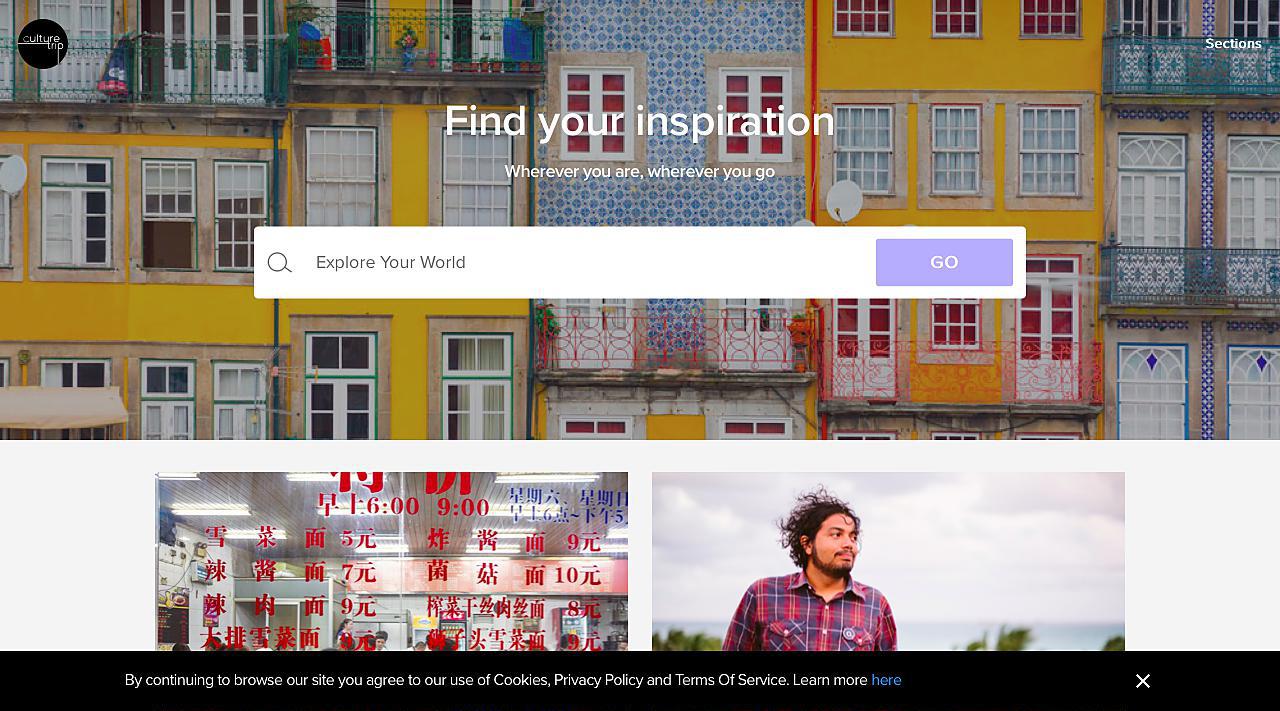 culture
trip
Sections
Find your inspiration
Wherever you are, wherever you go
Explore Your World
GO
特 价
早上6:00 9:00
星期六、星期日
早上6点~下午5
雪 菜 面 5元
炸 酱 面 9元
辣 酱 面 7元
菌 菇 面 10元
辣 肉 面 9元
榨菜干丝肉丝面 8元
大排雪菜面
狮子头雪菜面 9元
By continuing to browse our site you agree to our use of Cookies, Privacy Policy and Terms Of Service. Learn more here